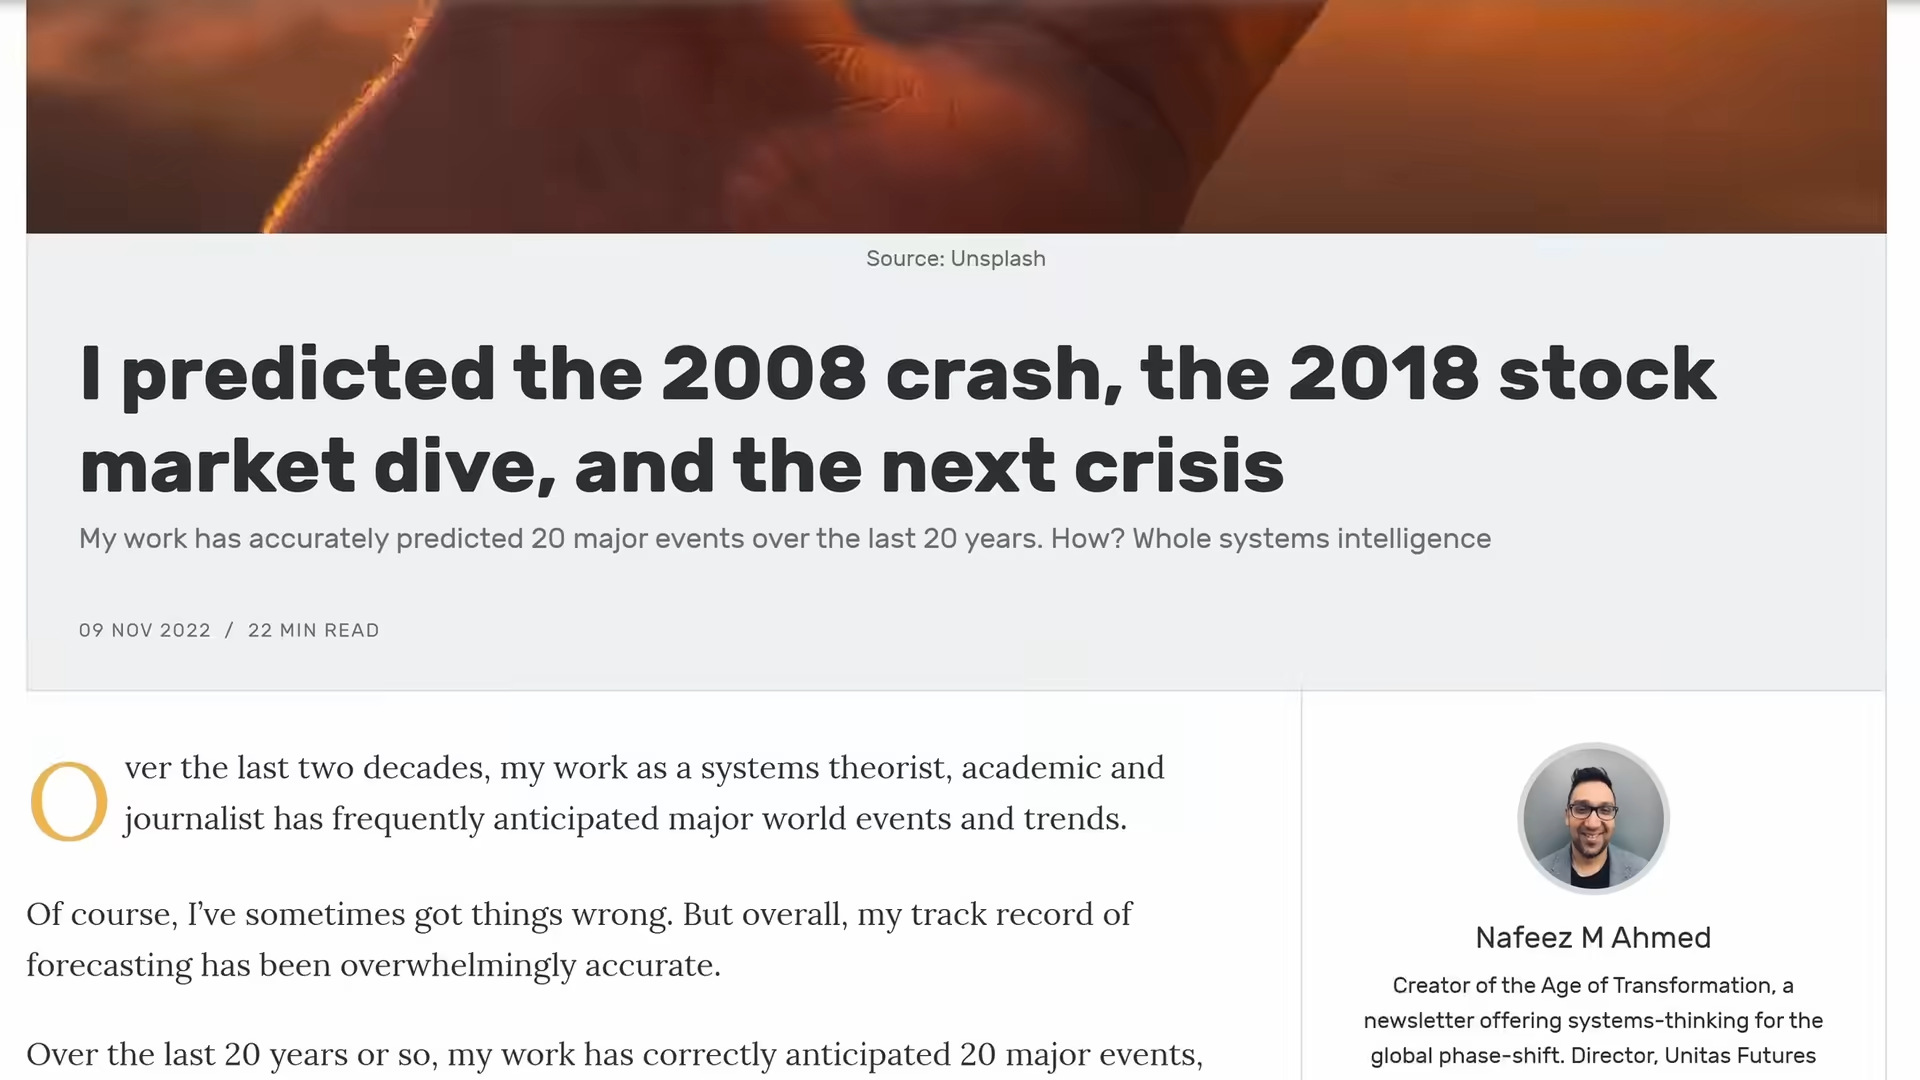 Source: Unsplash
I predicted the 2008 crash, the 2018 stock
market dive, and the next crisis
My work has accurately predicted 20 major events over the last 20 years. How? Whole systems intelligence
09 NOV 2022 / 22 MIN READ
Over the last two decades, my work as a systems theorist, academic and
journalist has frequently anticipated major world events and trends.
Of course, I’ve sometimes got things wrong. But overall, my track record of
forecasting has been overwhelmingly accurate.
Over the last 20 years or so, my work has correctly anticipated 20 major events,
Nafeez M Ahmed
Creator of the Age of Transformation, a
newsletter offering systems-thinking for the
global phase-shift. Director, Unitas Futures